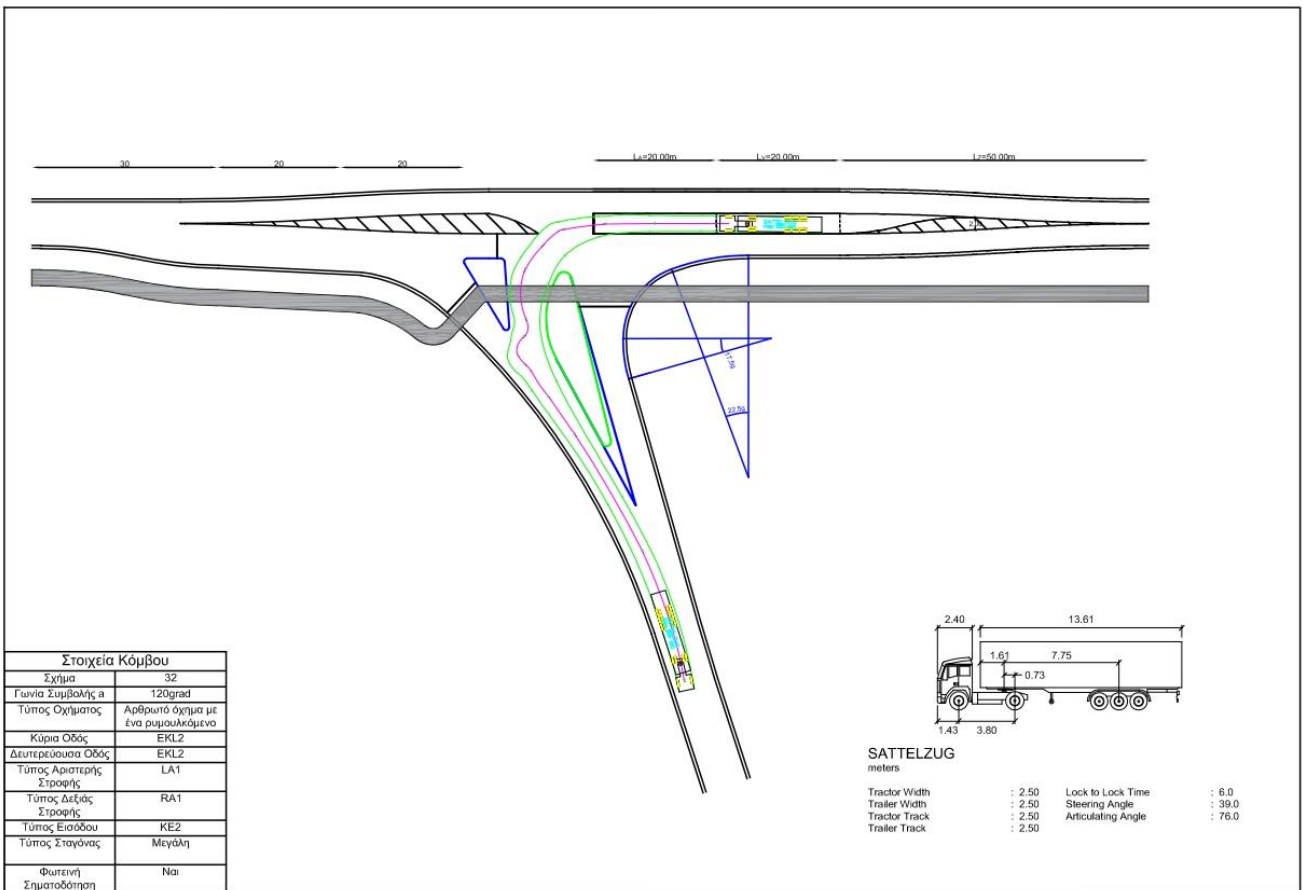 30
20
20
LA=20.00m
LV=20.00m
LZ=50.00m
17.5g
22.5g
Στοιχεία Κόμβου
Σχήμα 32
Γωνία Συμβολής a 120grad
Τύπος Οχήματος Αρθρωτό όχημα με
ένα ρυμουλκόμενο
Κύρια Οδός EKL2
Δευτερεύουσα Οδός EKL2
Τύπος Αριστερής LA1
Στροφής
Τύπος Δεξιάς RA1
Στροφής
Τύπος Εισόδου KE2
Τύπος Σταγόνας Μεγάλη
Φωτεινή Ναι
Σηματοδότηση
2.40
13.61
1.61
7.75
0.73
1.43
3.80
SATTELZUG
meters
Tractor Width : 2.50 Lock to Lock Time : 6.0
Trailer Width : 2.50 Steering Angle : 39.0
Tractor Track : 2.50 Articulating Angle : 76.0
Trailer Track : 2.50